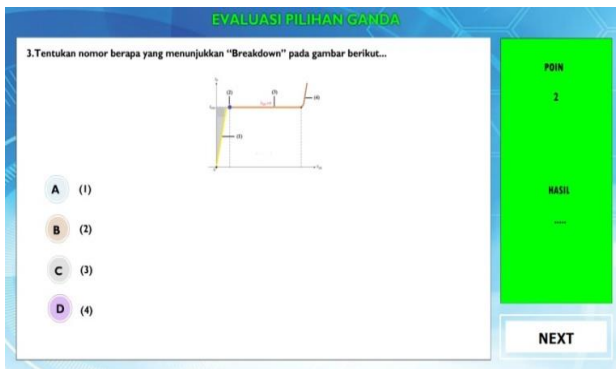 EVALUASI PILIHAN GANDA
3.Tentukan nomor berapa yang menunjukkan "Breakdown" pada gambar berikut...
(2)
(3)
(4)
(1)
A (1)
B (2)
C (3)
D (4)
POIN
2
HASIL
.....
NEXT